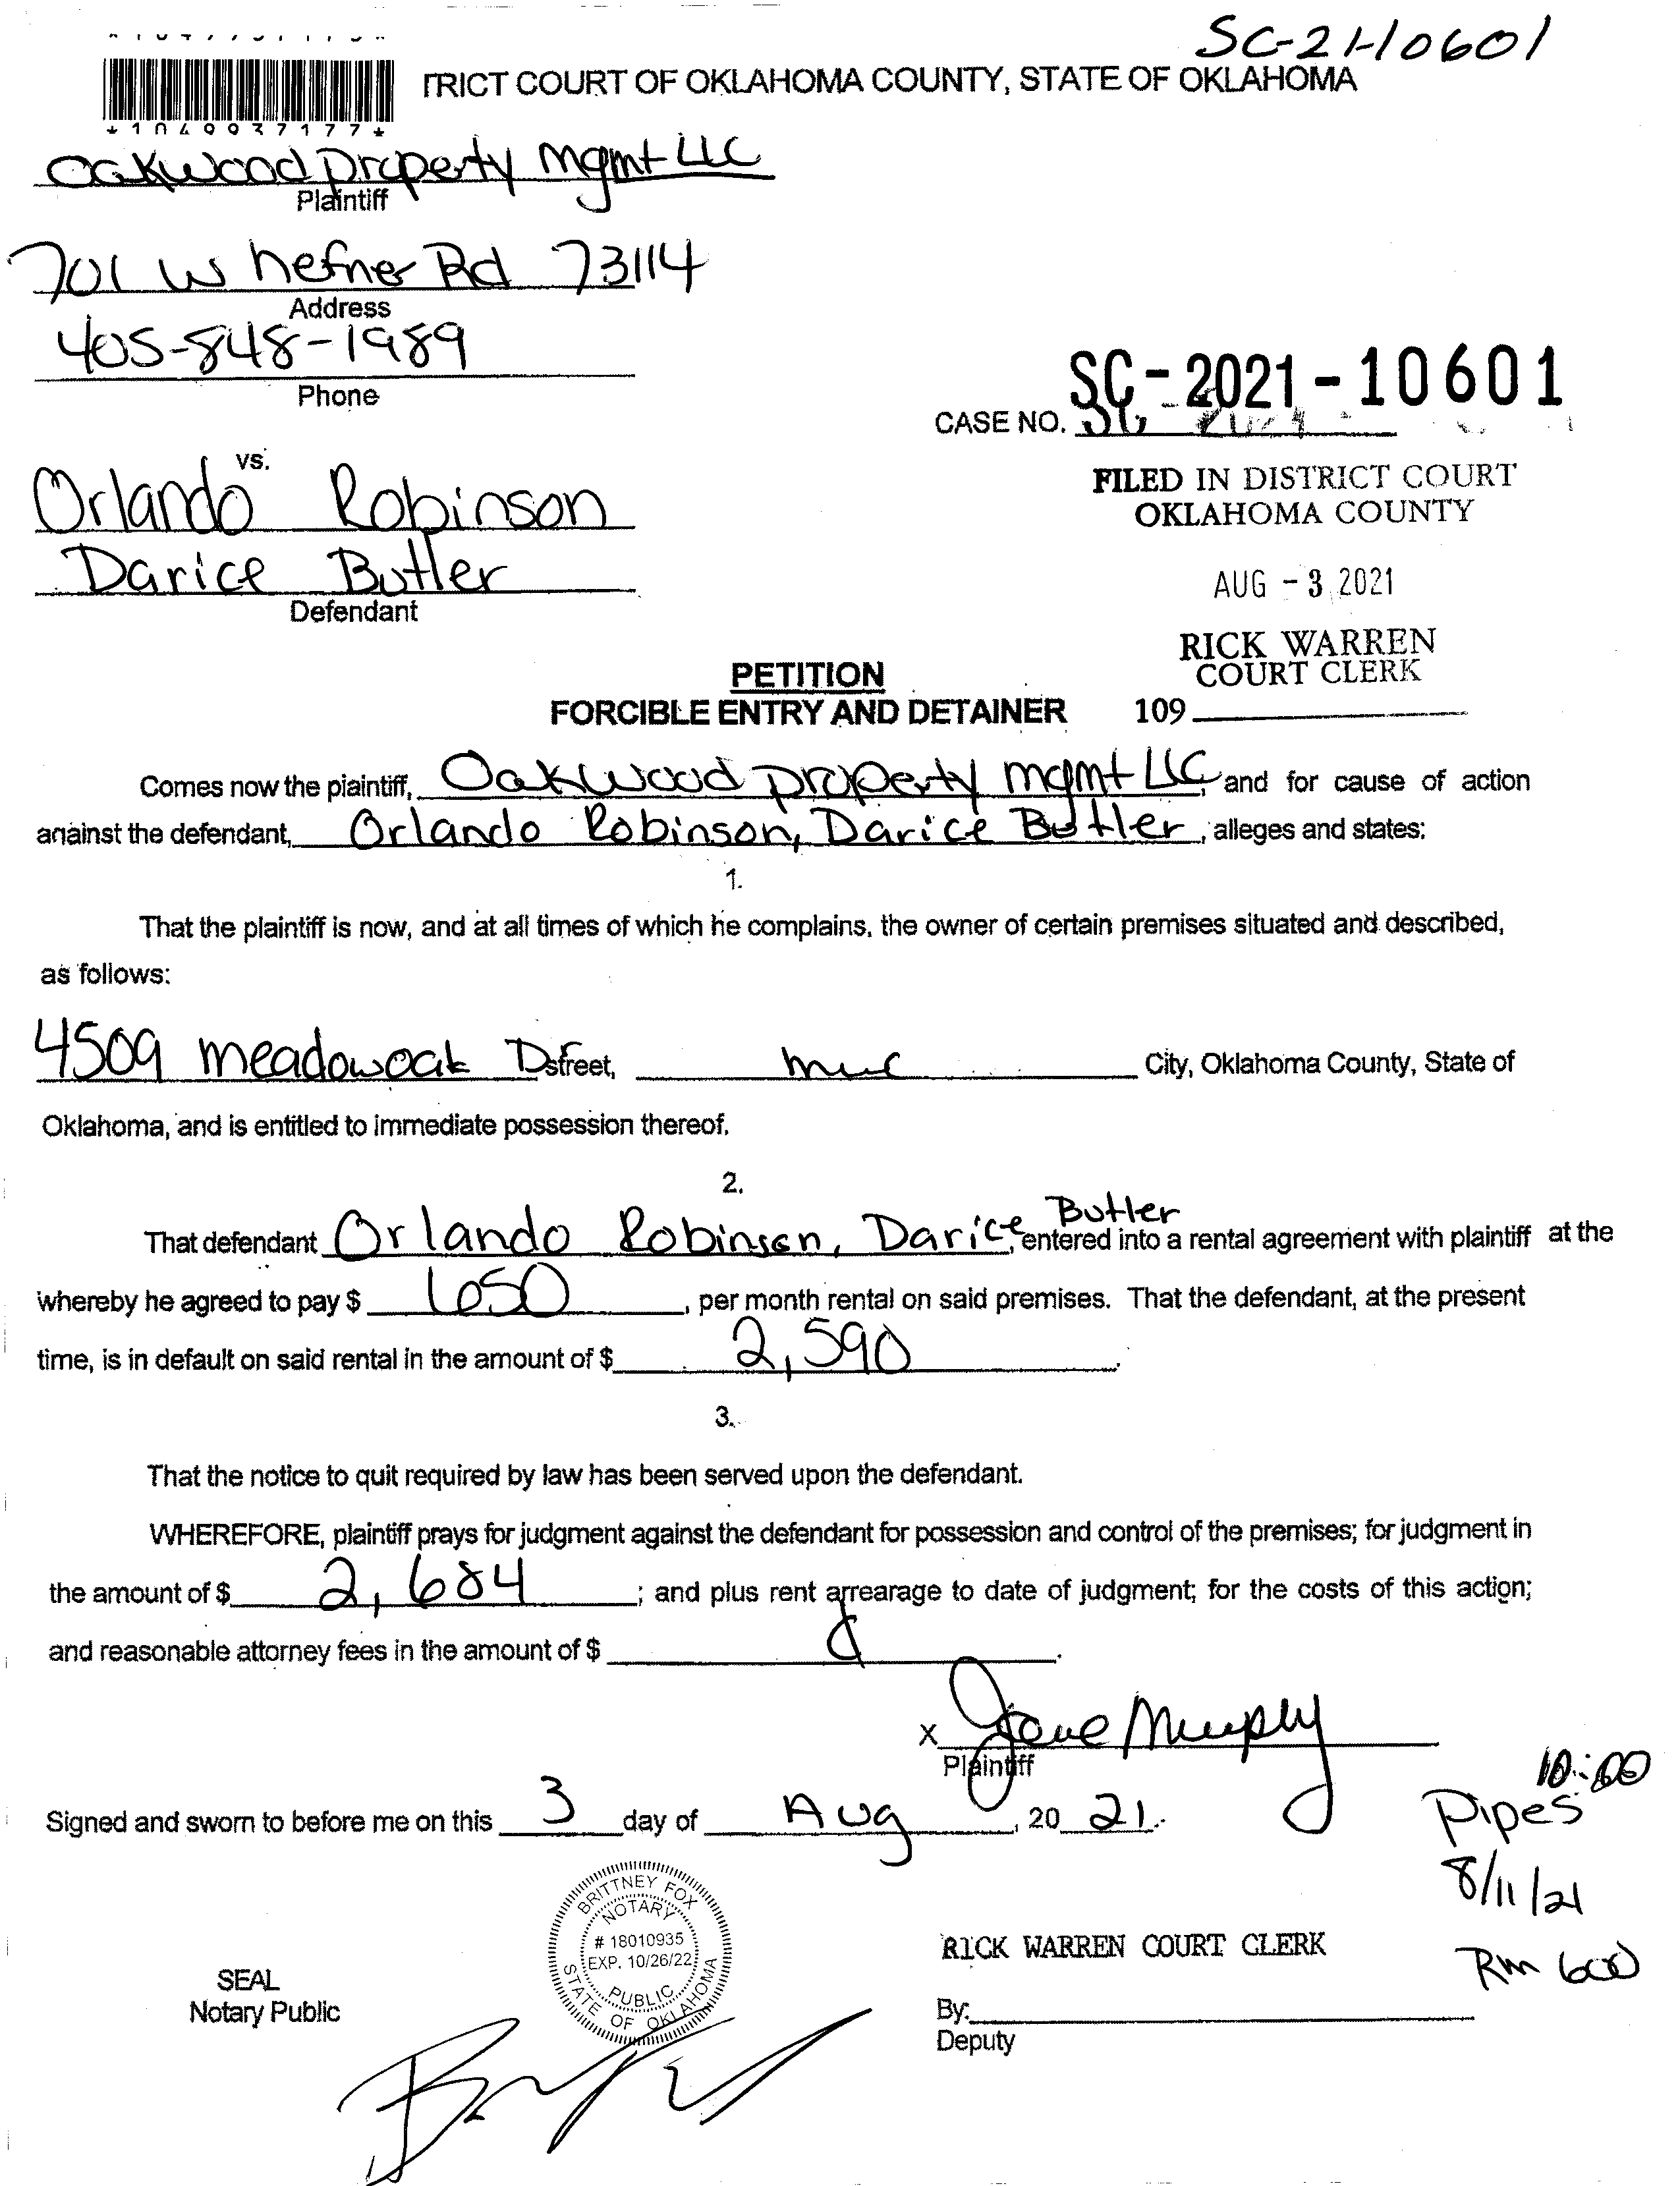 SC-21-10601
TRICT COURT OF OKLAHOMA COUNTY, STATE OF OKLAHOMA
*1049937177*
Oakwood Property Mgmt LLC
Plaintiff
701 W hefner Rd 73114
Address
405-848-1989
Phone
SC-2021-10601
CASE NO.
vs.
Orlando Robinson
Darice Butler
Defendant
FILED IN DISTRICT COURT
OKLAHOMA COUNTY
AUG - 3 2021
RICK WARREN
COURT CLERK
109
PETITION
FORCIBLE ENTRY AND DETAINER
Comes now the plaintiff, Oakwood Property Mgmt LLC, and for cause of action
against the defendant, Orlando Robinson, Darice Butler, alleges and states:
1.
That the plaintiff is now, and at all times of which he complains, the owner of certain premises situated and described,
as follows:
4509 meadowoak D street, City, Oklahoma County, State of
Oklahoma, and is entitled to immediate possession thereof.
2.
That defendant Orlando Robinson, Darice Butler, entered into a rental agreement with plaintiff at the
whereby he agreed to pay $ 650, per month rental on said premises. That the defendant, at the present
time, is in default on said rental in the amount of $ 2,590.
3.
That the notice to quit required by law has been served upon the defendant.
WHEREFORE, plaintiff prays for judgment against the defendant for possession and control of the premises; for judgment in
the amount of $ 2,684; and plus rent arrearage to date of judgment; for the costs of this action;
and reasonable attorney fees in the amount of $
x Jane Murphy
Plaintiff
Signed and sworn to before me on this 3 day of Aug, 20 21.
10:00
Pipes
8/11/21
Rm 600
BRITTNEY FOX
NOTARY
# 18010935
EXP. 10/26/22
PUBLIC
STATE OF OKLAHOMA
SEAL
Notary Public
RICK WARREN COURT CLERK
By:
Deputy